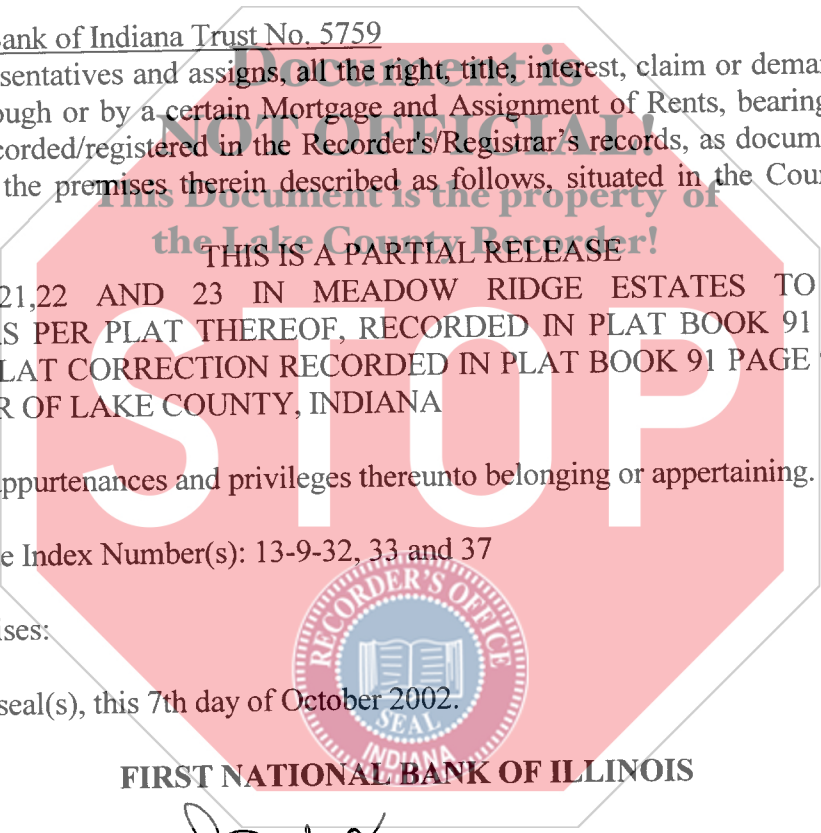 Bank of Indiana Trust No. 5759
Document is
sentatives and assigns, all the right, title, interest, claim or
ough or by a certain Mortgage and Assignment of Rents, bearing
NOT OFFICIAL!
corded/registered in the Recorder's/Registrar's records, as
the premises therein described as follows, situated in the
This Document is the property of
the Lake County Recorder!
THIS IS A PARTIAL RELEASE
21,22 AND 23 IN MEADOW RIDGE ESTATES TO
S PER PLAT THEREOF, RECORDED IN PLAT BOOK 91
LAT CORRECTION RECORDED IN PLAT BOOK 91 PAGE
R OF LAKE COUNTY, INDIANA
STOP
appurtenances and privileges thereunto belonging or appertaining.
e Index Number(s): 13-9-32, 33 and 37
RECORDER'S OFFICE
ises:
seal(s), this 7th day of October 2002.
SEAL
INDIANA
FIRST NATIONAL BANK OF ILLINOIS